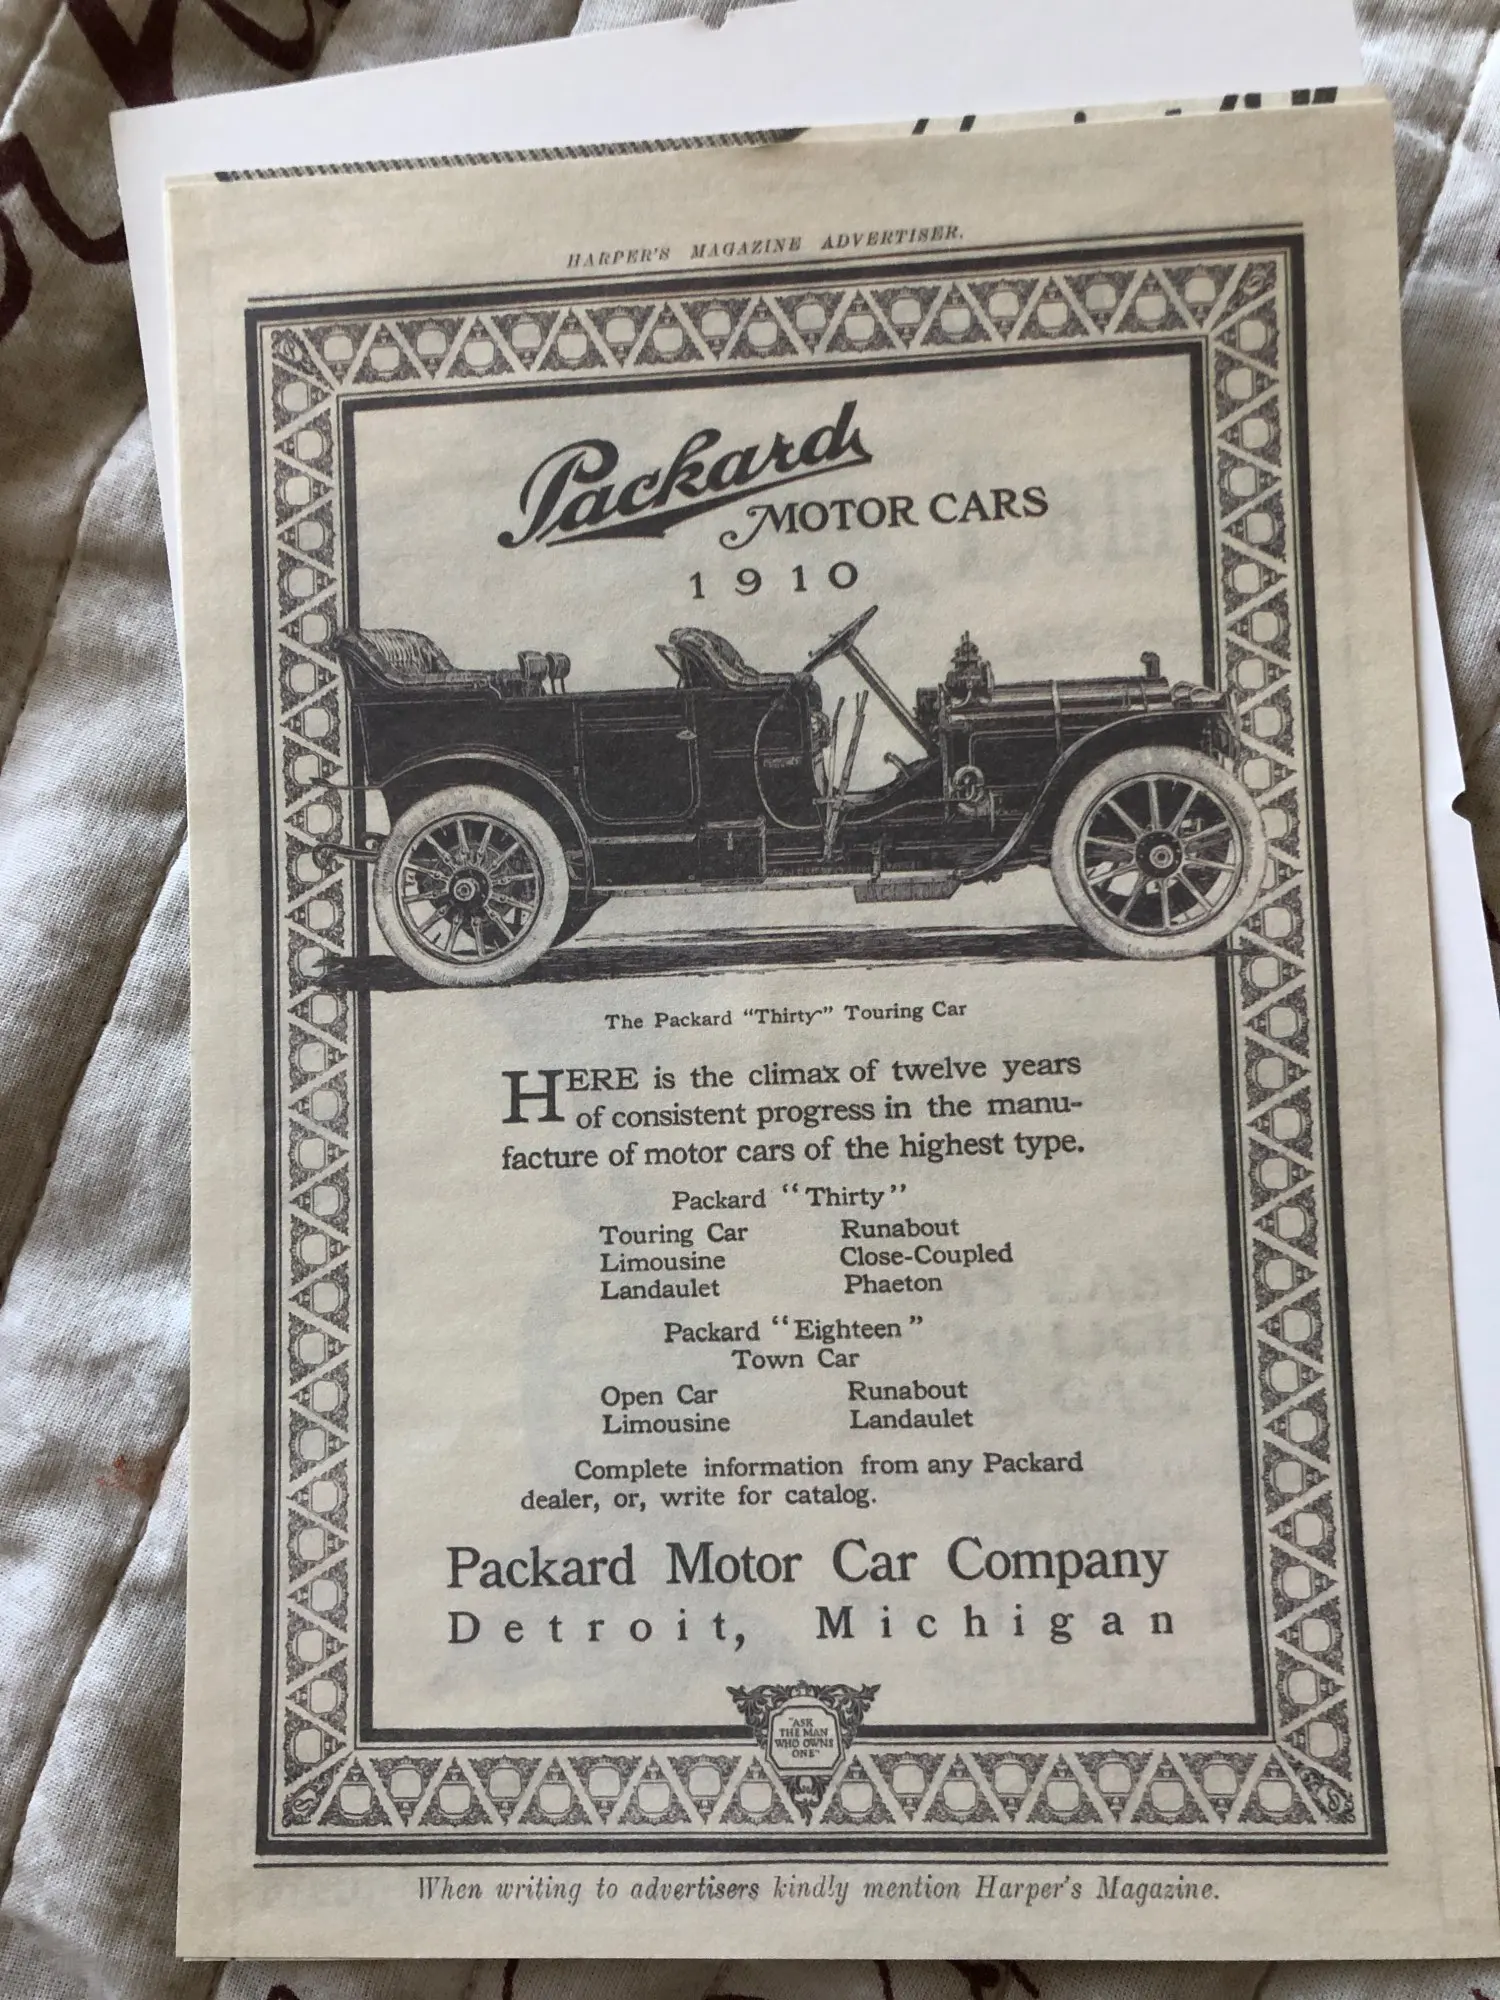 HARPER'S MAGAZINE ADVERTISER.
Packard
MOTOR CARS
1910
The Packard "Thirty" Touring Car
HERE is the climax of twelve years
of consistent progress in the manu-
facture of motor cars of the highest type.
Packard "Thirty"
Touring Car Runabout
Limousine Close-Coupled
Landaulet Phaeton
Packard "Eighteen"
Town Car
Open Car Runabout
Limousine Landaulet
Complete information from any Packard
dealer, or, write for catalog.
Packard Motor Car Company
Detroit, Michigan
"ASK
THE MAN
WHO OWNS
ONE"
When writing to advertisers kindly mention Harper's Magazine.